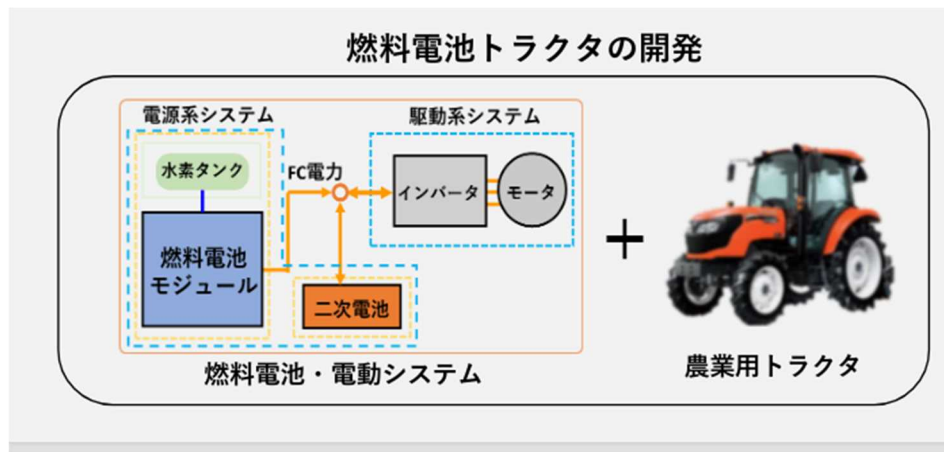 燃料電池トラクタの開発
電源系システム
駆動系システム
水素タンク
FC電力
インバータ
モータ
燃料電池
モジュール
二次電池
燃料電池・電動システム
+
農業用トラクタ